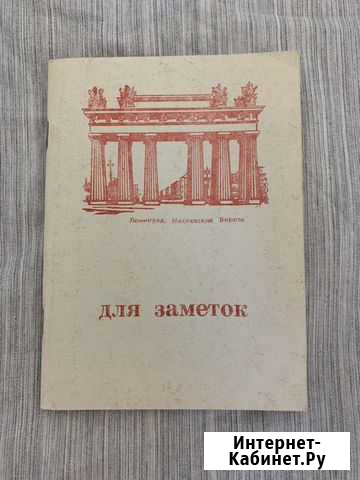 Ленинград, Московские Ворота
для заметок
Интернет-
Кабинет.Ру